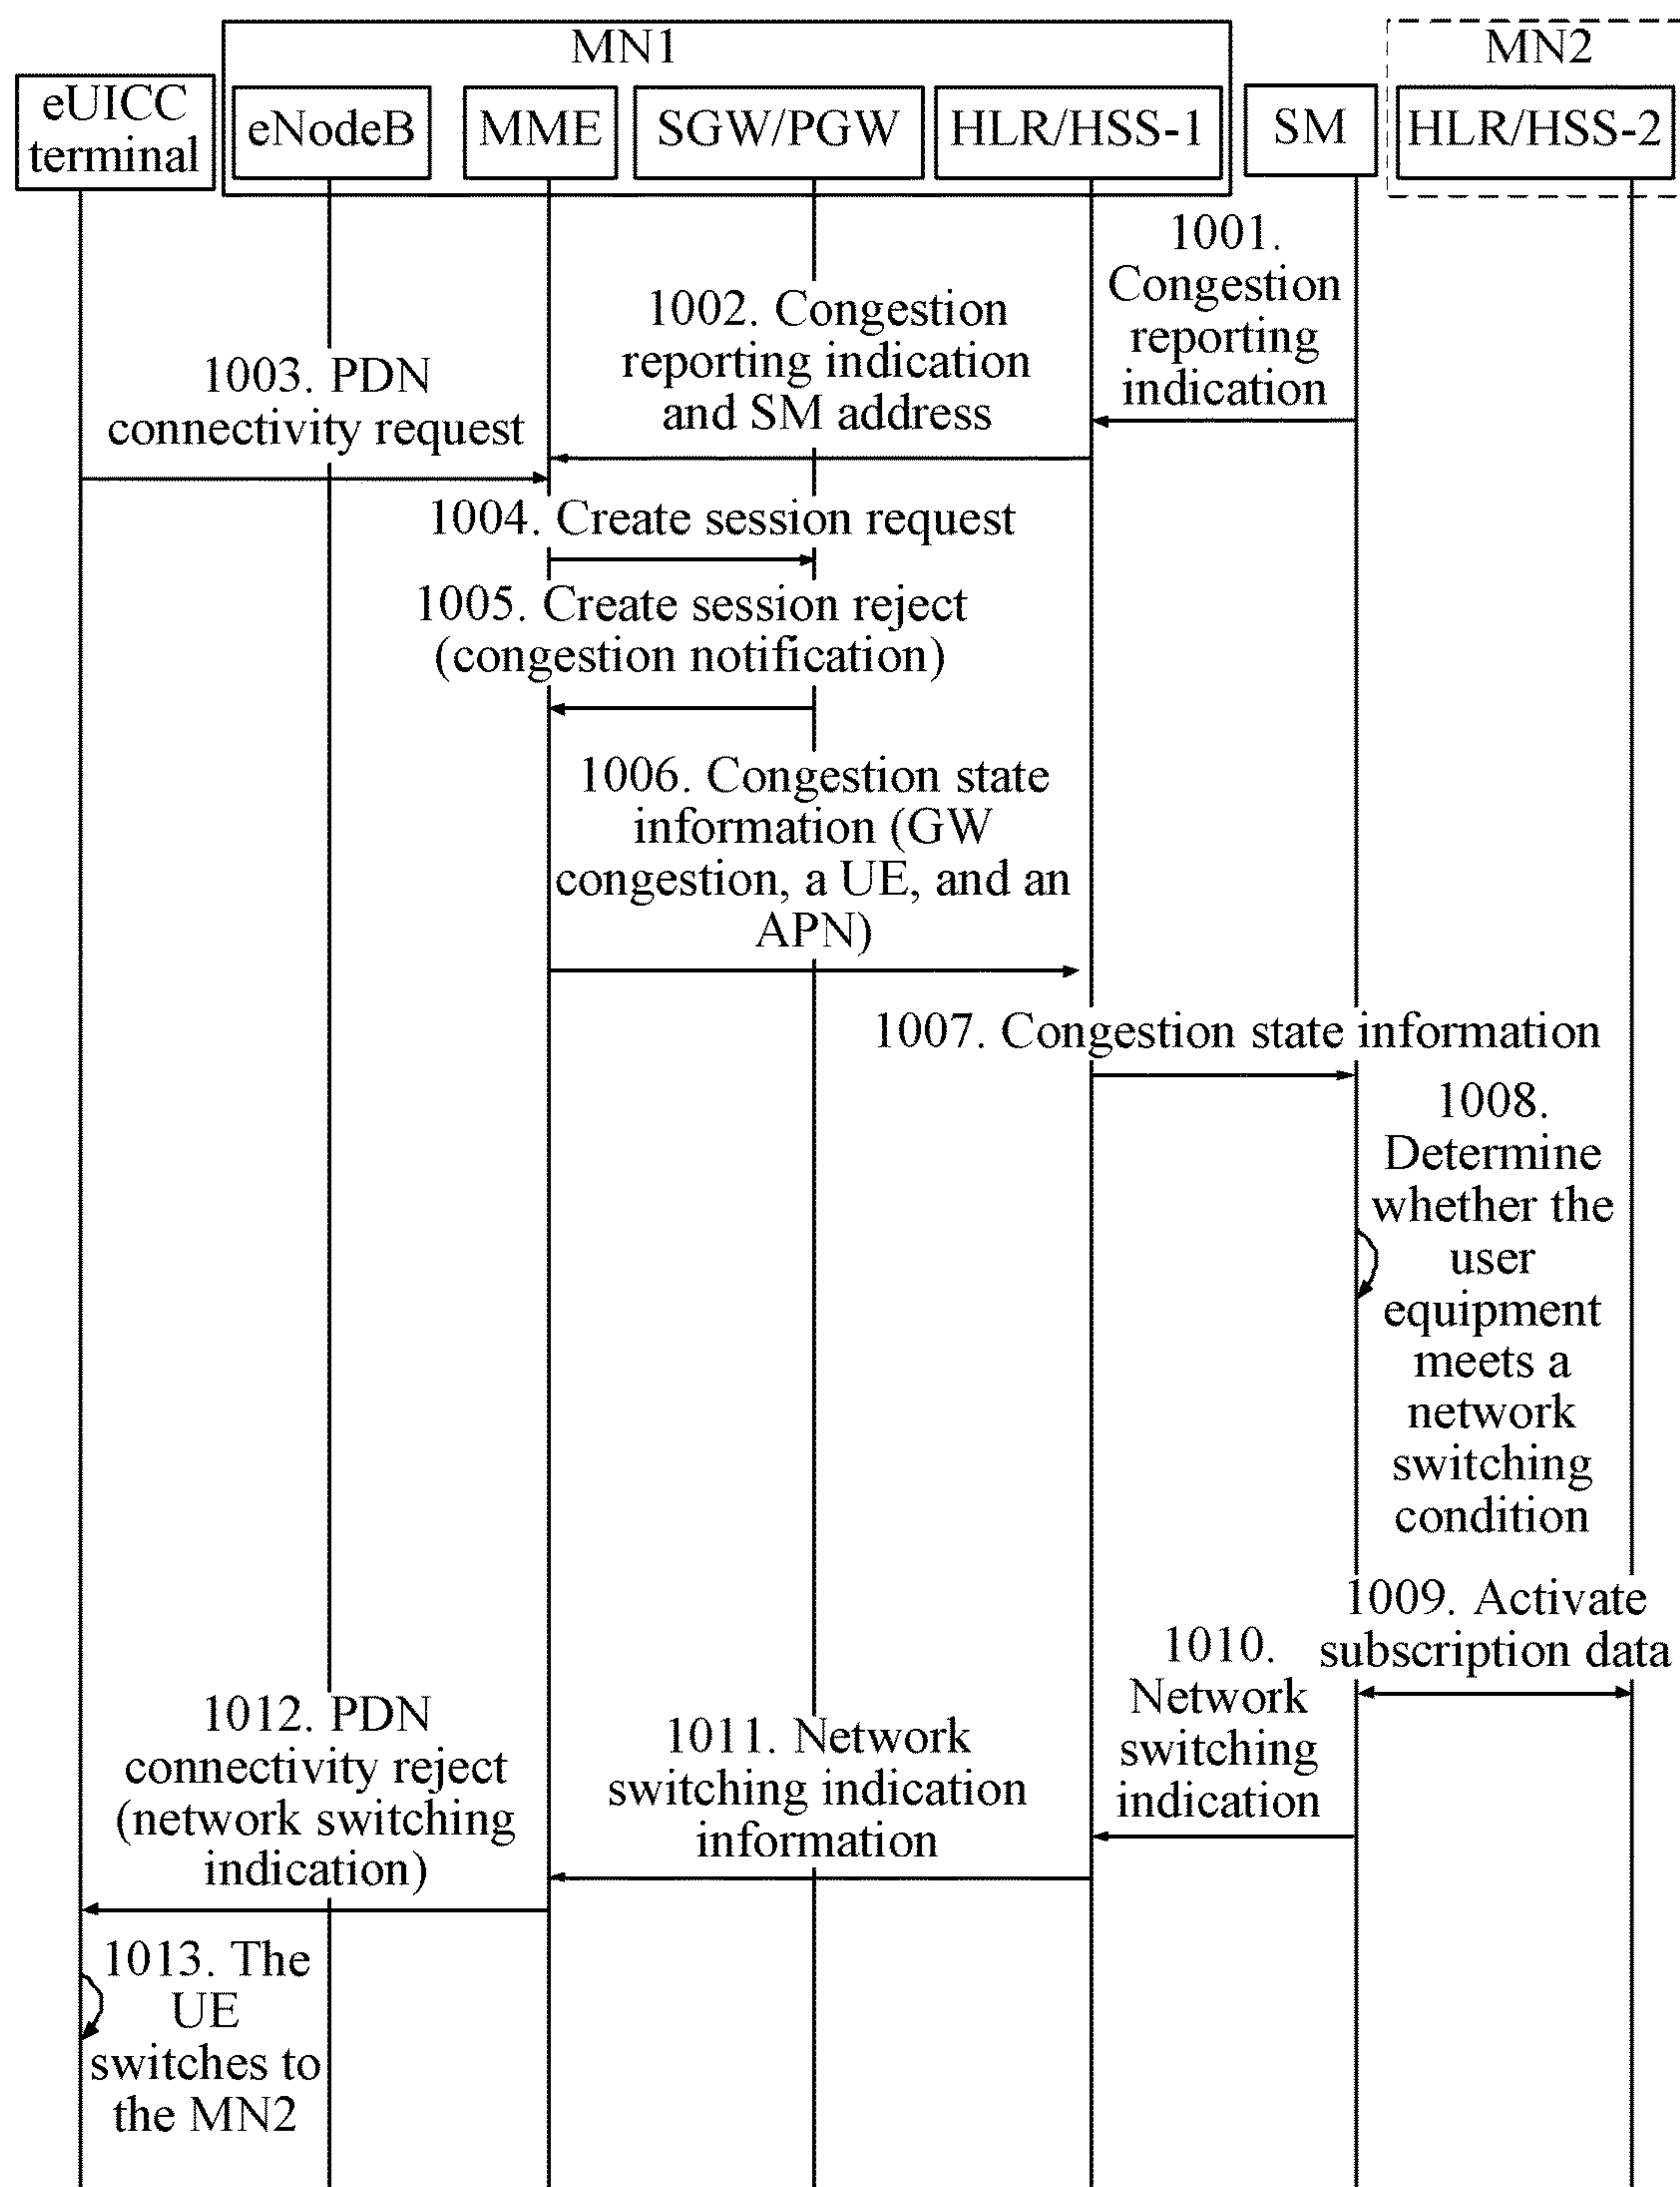 MN1
MN2
eUICC
terminal
eNodeB
MME
SGW/PGW
HLR/HSS-1
SM
HLR/HSS-2
1001.
Congestion
reporting
indication
1002. Congestion
reporting indication
and SM address
1003. PDN
connectivity request
1004. Create session request
1005. Create session reject
(congestion notification)
1006. Congestion state
information (GW
congestion, a UE, and an
APN)
1007. Congestion state information
1008.
Determine
whether the
user
equipment
meets a
network
switching
condition
1009. Activate
subscription data
1010.
Network
switching
indication
1011. Network
switching indication
information
1012. PDN
connectivity reject
(network switching
indication)
1013. The
UE
switches to
the MN2